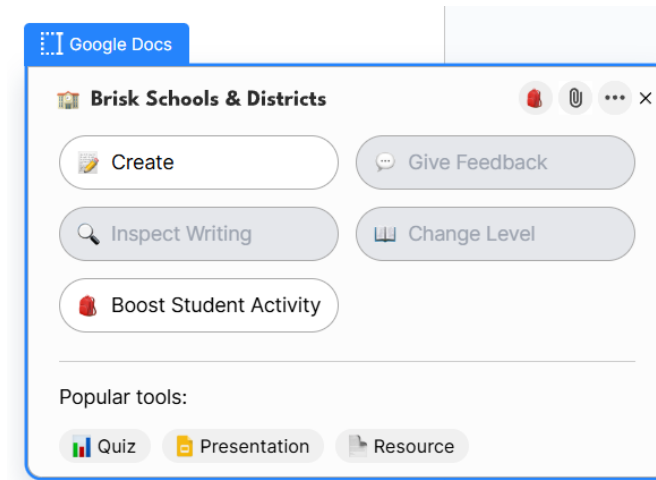 Google Docs
Brisk Schools & Districts
Create
Give Feedback
Inspect Writing
Change Level
Boost Student Activity
Popular tools:
Quiz
Presentation
Resource